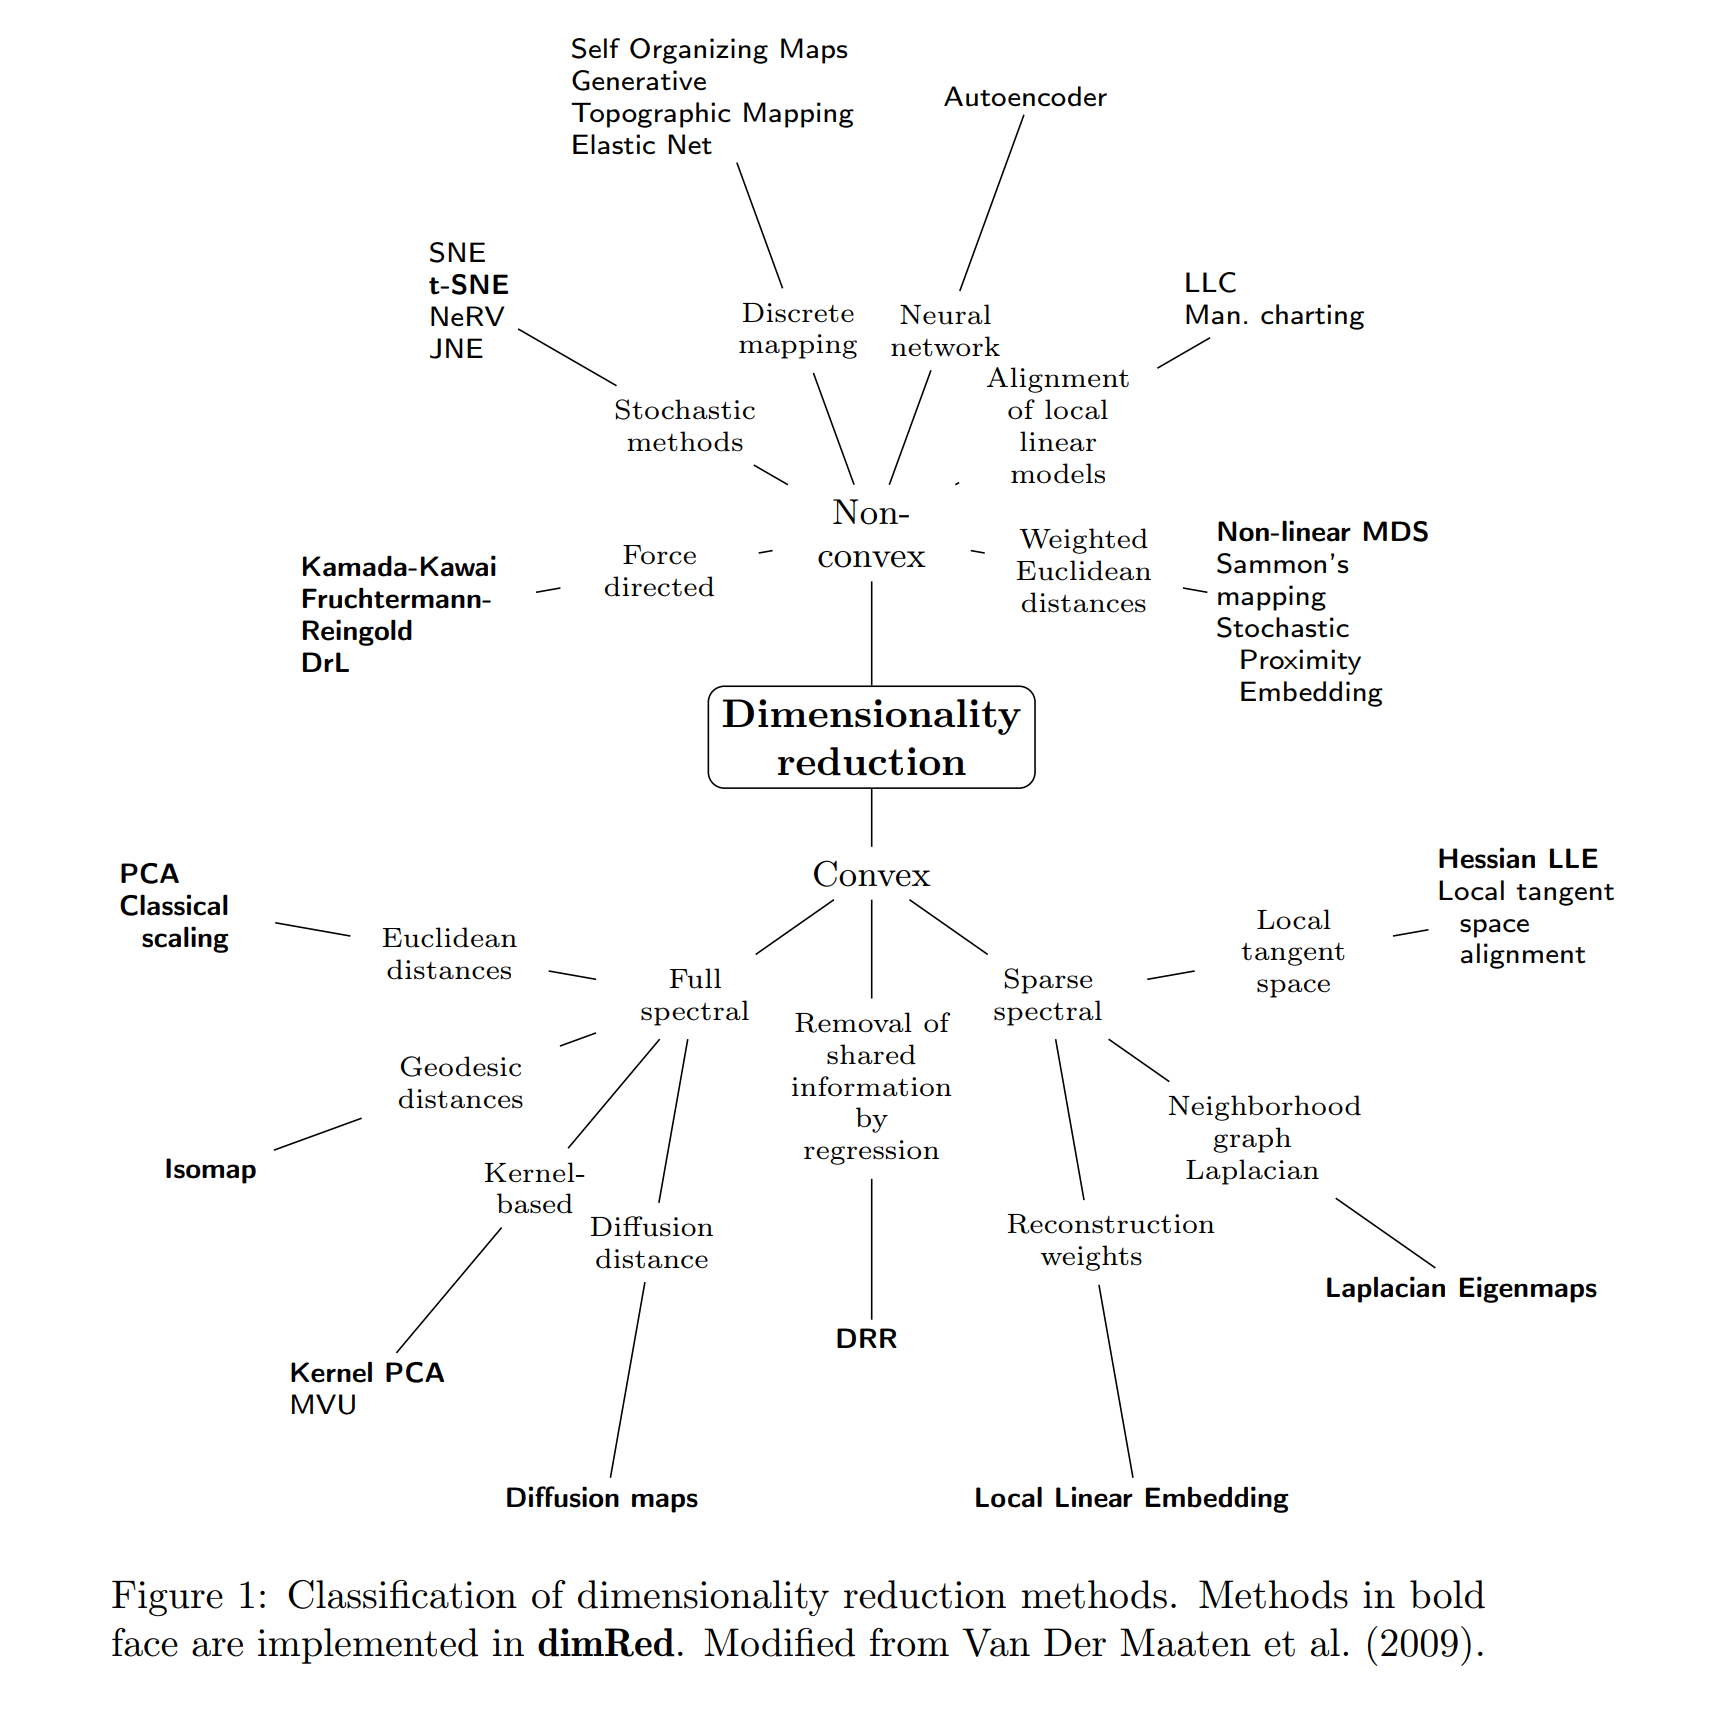 Self Organizing Maps
Generative
Topographic Mapping
Elastic Net
Autoencoder
SNE
t-SNE
NeRV
JNE
LLC
Man. charting
Discrete
mapping
Neural
network
Alignment
of local
linear
models
Stochastic
methods
Non-
convex
Force
directed
Kamada-Kawai
Fruchtermann-
Reingold
DrL
Weighted
Euclidean
distances
Non-linear MDS
Sammon's
mapping
Stochastic
Proximity
Embedding
Dimensionality
reduction
Convex
PCA
Classical
scaling
Euclidean
distances
Full
spectral
Sparse
spectral
Local
tangent
space
Hessian LLE
Local tangent
space
alignment
Geodesic
distances
Isomap
Removal of
shared
information
by
regression
Kernel-
based
Diffusion
distance
Neighborhood
graph
Laplacian
Reconstruction
weights
Laplacian Eigenmaps
DRR
Kernel PCA
MVU
Diffusion maps
Local Linear Embedding
Figure 1: Classification of dimensionality reduction methods. Methods in bold
face are implemented in dimRed. Modified from Van Der Maaten et al. (2009).